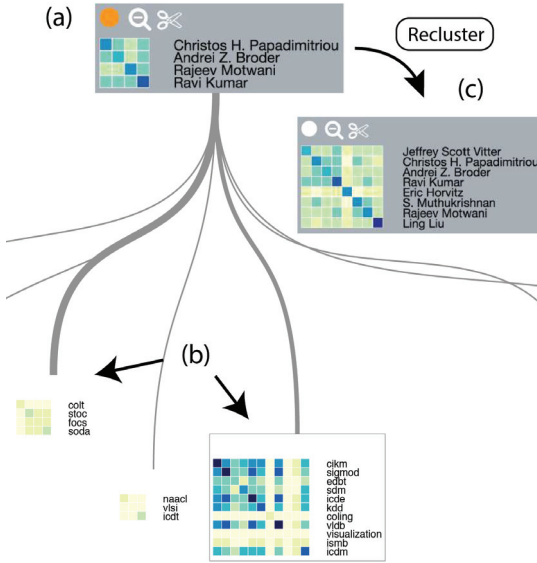 (a)
Christos H. Papadimitriou
Andrei Z. Broder
Rajeev Motwani
Ravi Kumar
Recluster
(c)
Jeffrey Scott Vitter
Christos H. Papadimitriou
Andrei Z. Broder
Ravi Kumar
Eric Horvitz
S. Muthukrishnan
Rajeev Motwani
Ling Liu
(b)
colt
stoc
focs
soda
naacl
vlsi
icdt
cikm
sigmod
edbt
sdm
icde
kdd
coling
vldb
visualization
ismb
icdm